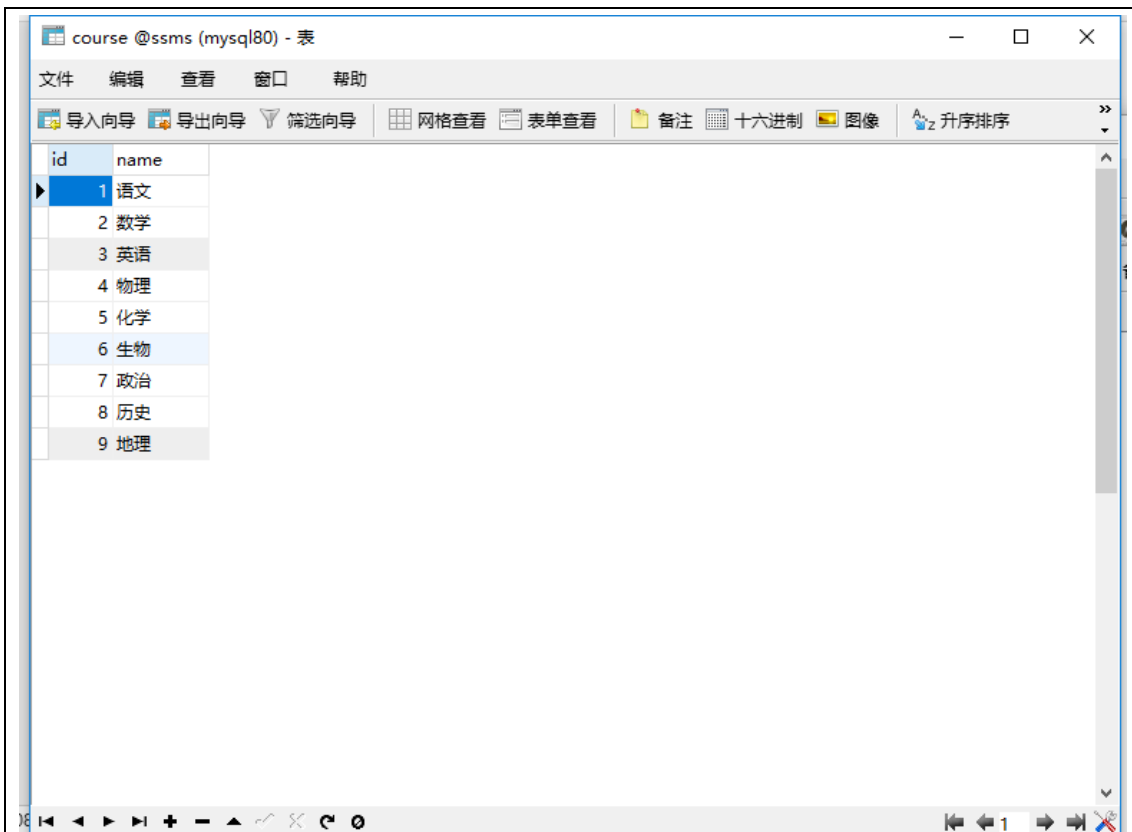 course @ssms (mysql80) - 表
文件 编辑 查看 窗口 帮助
导入向导 导出向导 筛选向导 网格查看 表单查看 备注 十六进制 图像 升序排序
id name
1 语文
2 数学
3 英语
4 物理
5 化学
6 生物
7 政治
8 历史
9 地理
1